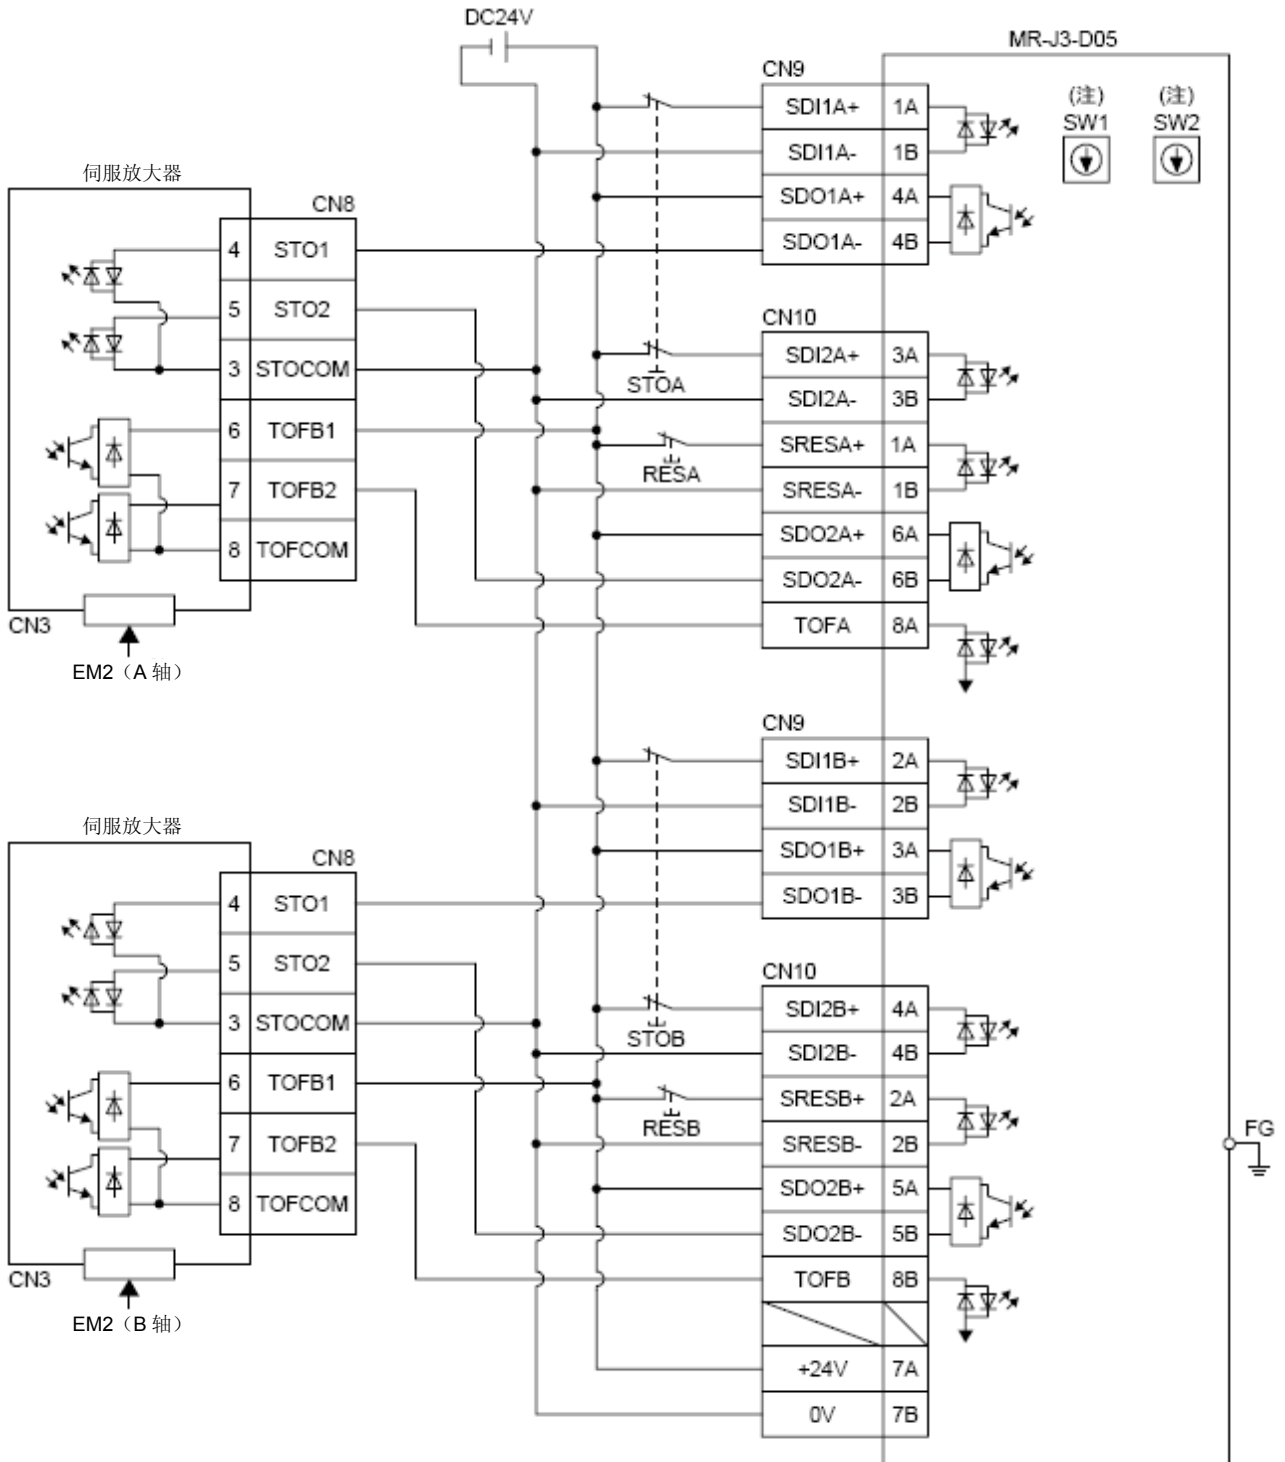 DC24V
MR-J3-D05
(注)
SW1
(注)
SW2
CN9
SDI1A+ 1A
SDI1A- 1B
SDO1A+ 4A
SDO1A- 4B
伺服放大器
CN8
4 STO1
5 STO2
3 STOCOM
6 TOFB1
7 TOFB2
8 TOFCOM
CN3
EM2（A 轴）
CN10
SDI2A+ 3A
SDI2A- 3B
SRESA+ 1A
SRESA- 1B
SDO2A+ 6A
SDO2A- 6B
TOFA 8A
STOA
RESA
CN9
SDI1B+ 2A
SDI1B- 2B
SDO1B+ 3A
SDO1B- 3B
伺服放大器
CN8
4 STO1
5 STO2
3 STOCOM
6 TOFB1
7 TOFB2
8 TOFCOM
CN3
EM2（B 轴）
CN10
SDI2B+ 4A
SDI2B- 4B
SRESB+ 2A
SRESB- 2B
SDO2B+ 5A
SDO2B- 5B
TOFB 8B
+24V 7A
0V 7B
STOB
RESB
FG